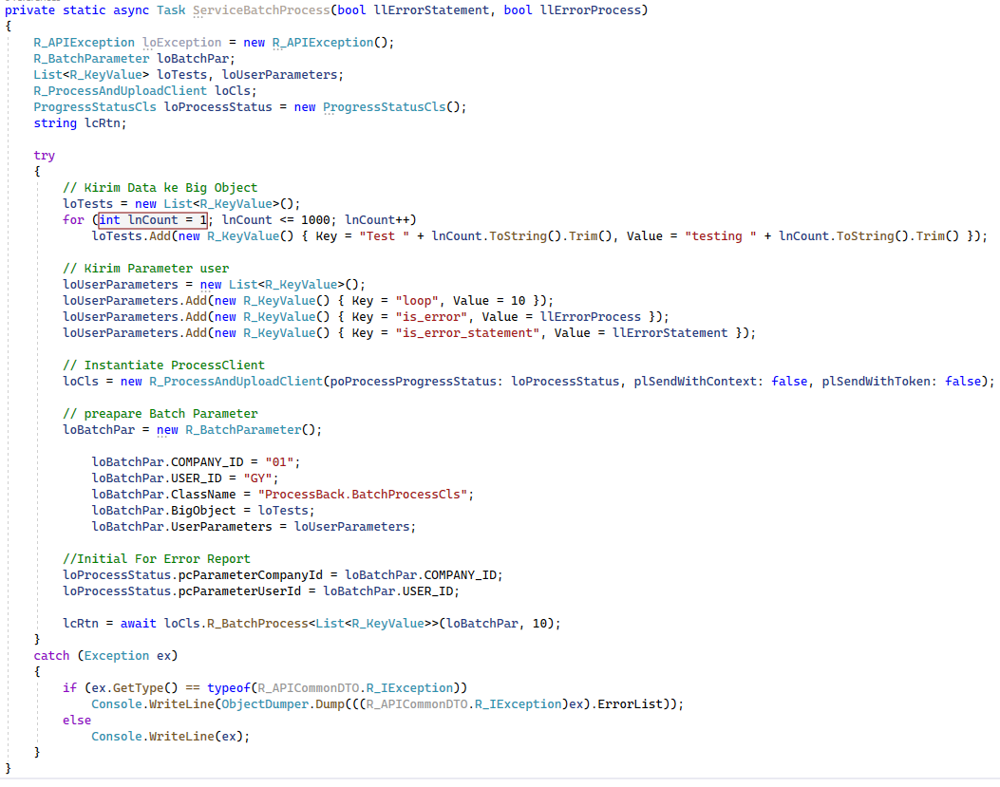 private static async Task ServiceBatchProcess(bool llErrorStatement, bool llErrorProcess)
{
    R_APIException loException = new R_APIException();
    R_BatchParameter loBatchPar;
    List<R_KeyValue> loTests, loUserParameters;
    R_ProcessAndUploadClient loCls;
    ProgressStatusCls loProcessStatus = new ProgressStatusCls();
    string lcRtn;

    try
    {
        // Kirim Data ke Big Object
        loTests = new List<R_KeyValue>();
        for (int lnCount = 1; lnCount <= 1000; lnCount++)
            loTests.Add(new R_KeyValue() { Key = "Test " + lnCount.ToString().Trim(), Value = "testing " + lnCount.ToString().Trim() });

        // Kirim Parameter user
        loUserParameters = new List<R_KeyValue>();
        loUserParameters.Add(new R_KeyValue() { Key = "loop", Value = 10 });
        loUserParameters.Add(new R_KeyValue() { Key = "is_error", Value = llErrorProcess });
        loUserParameters.Add(new R_KeyValue() { Key = "is_error_statement", Value = llErrorStatement });

        // Instantiate ProcessClient
        loCls = new R_ProcessAndUploadClient(poProcessProgressStatus: loProcessStatus, plSendWithContext: false, plSendWithToken: false);

        // preapare Batch Parameter
        loBatchPar = new R_BatchParameter();

            loBatchPar.COMPANY_ID = "01";
            loBatchPar.USER_ID = "GY";
            loBatchPar.ClassName = "ProcessBack.BatchProcessCls";
            loBatchPar.BigObject = loTests;
            loBatchPar.UserParameters = loUserParameters;

        //Initial For Error Report
        loProcessStatus.pcParameterCompanyId = loBatchPar.COMPANY_ID;
        loProcessStatus.pcParameterUserId = loBatchPar.USER_ID;

        lcRtn = await loCls.R_BatchProcess<List<R_KeyValue>>(loBatchPar, 10);
    }
    catch (Exception ex)
    {
        if (ex.GetType() == typeof(R_APICommonDTO.R_IException))
            Console.WriteLine(ObjectDumper.Dump(((R_APICommonDTO.R_IException)ex).ErrorList));
        else
            Console.WriteLine(ex);
    }
}